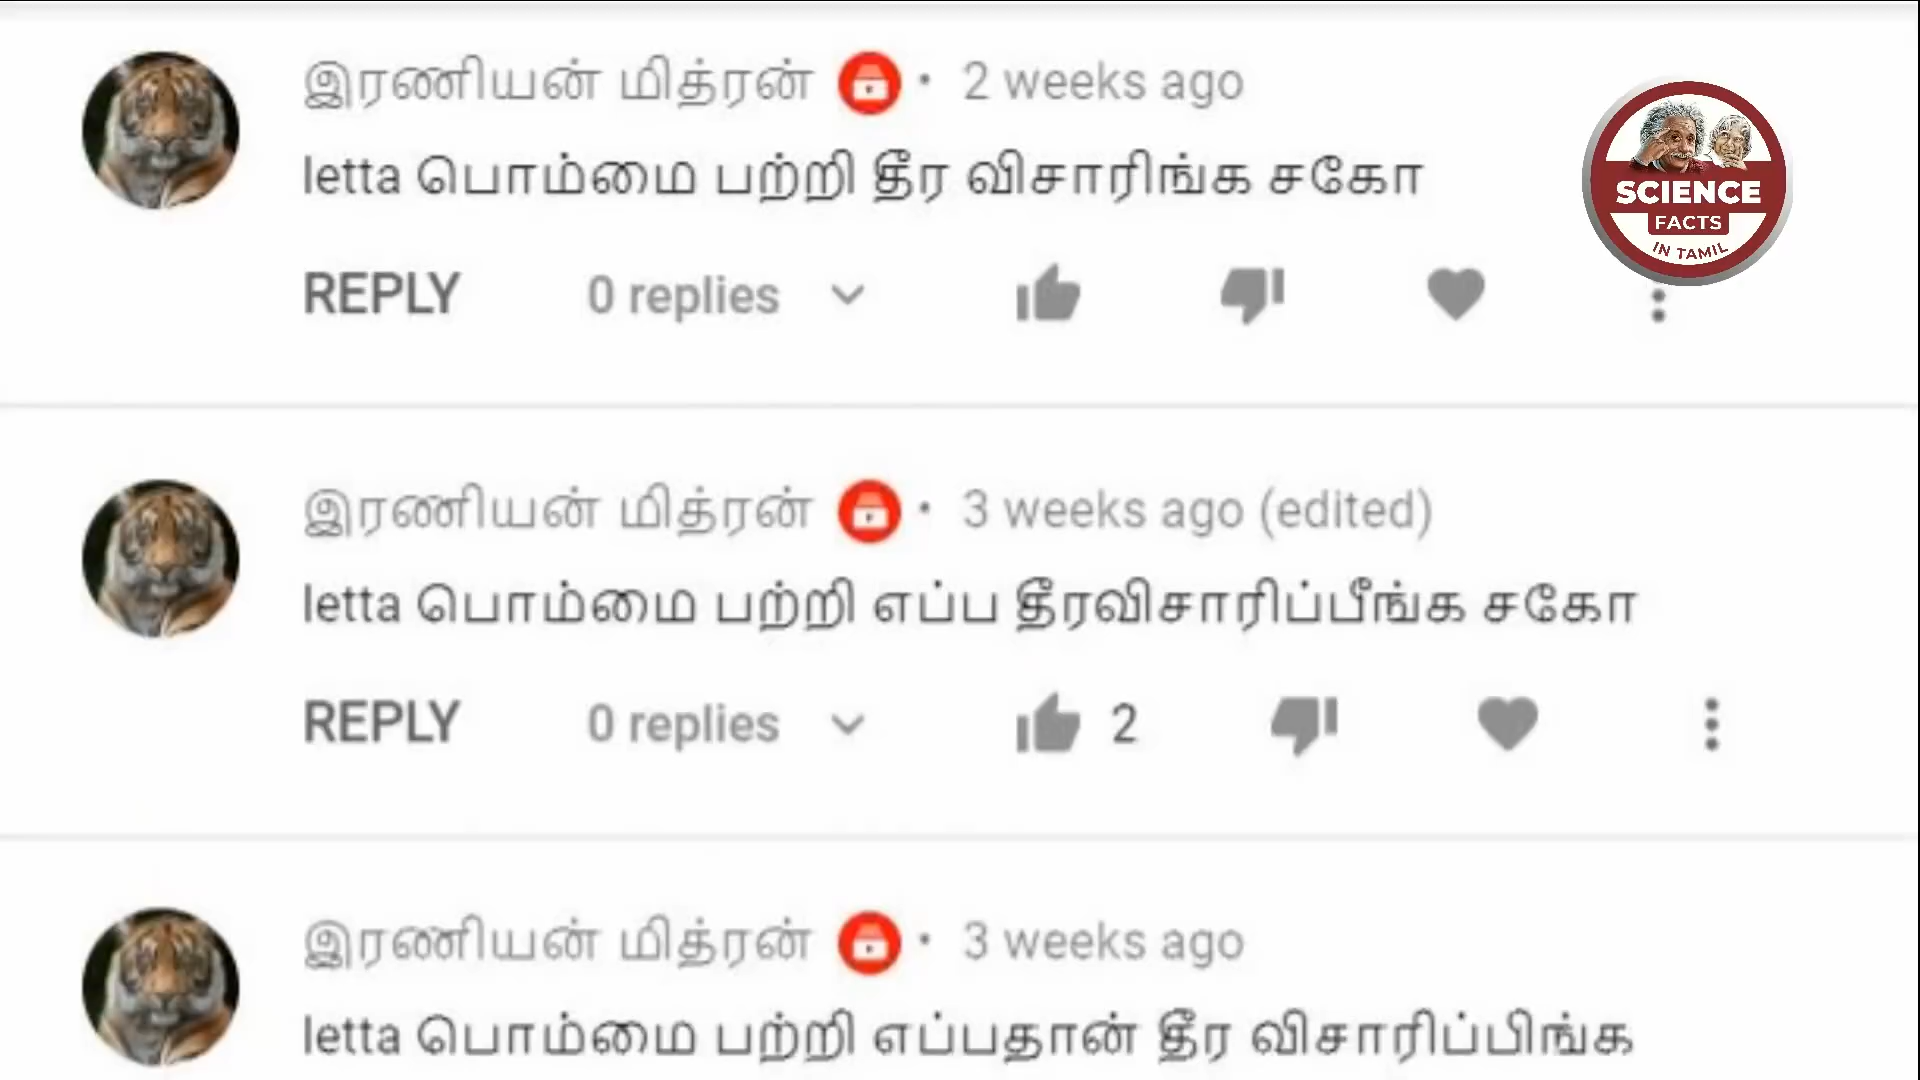 இரணியன் மித்ரன் • 2 weeks ago
letta பொம்மை பற்றி தீர விசாரிங்க சகோ
REPLY 0 replies
SCIENCE
FACTS
IN TAMIL
இரணியன் மித்ரன் • 3 weeks ago (edited)
letta பொம்மை பற்றி எப்ப தீரவிசாரிப்பீங்க சகோ
REPLY 0 replies 2
இரணியன் மித்ரன் • 3 weeks ago
letta பொம்மை பற்றி எப்பதான் தீர விசாரிப்பிங்க